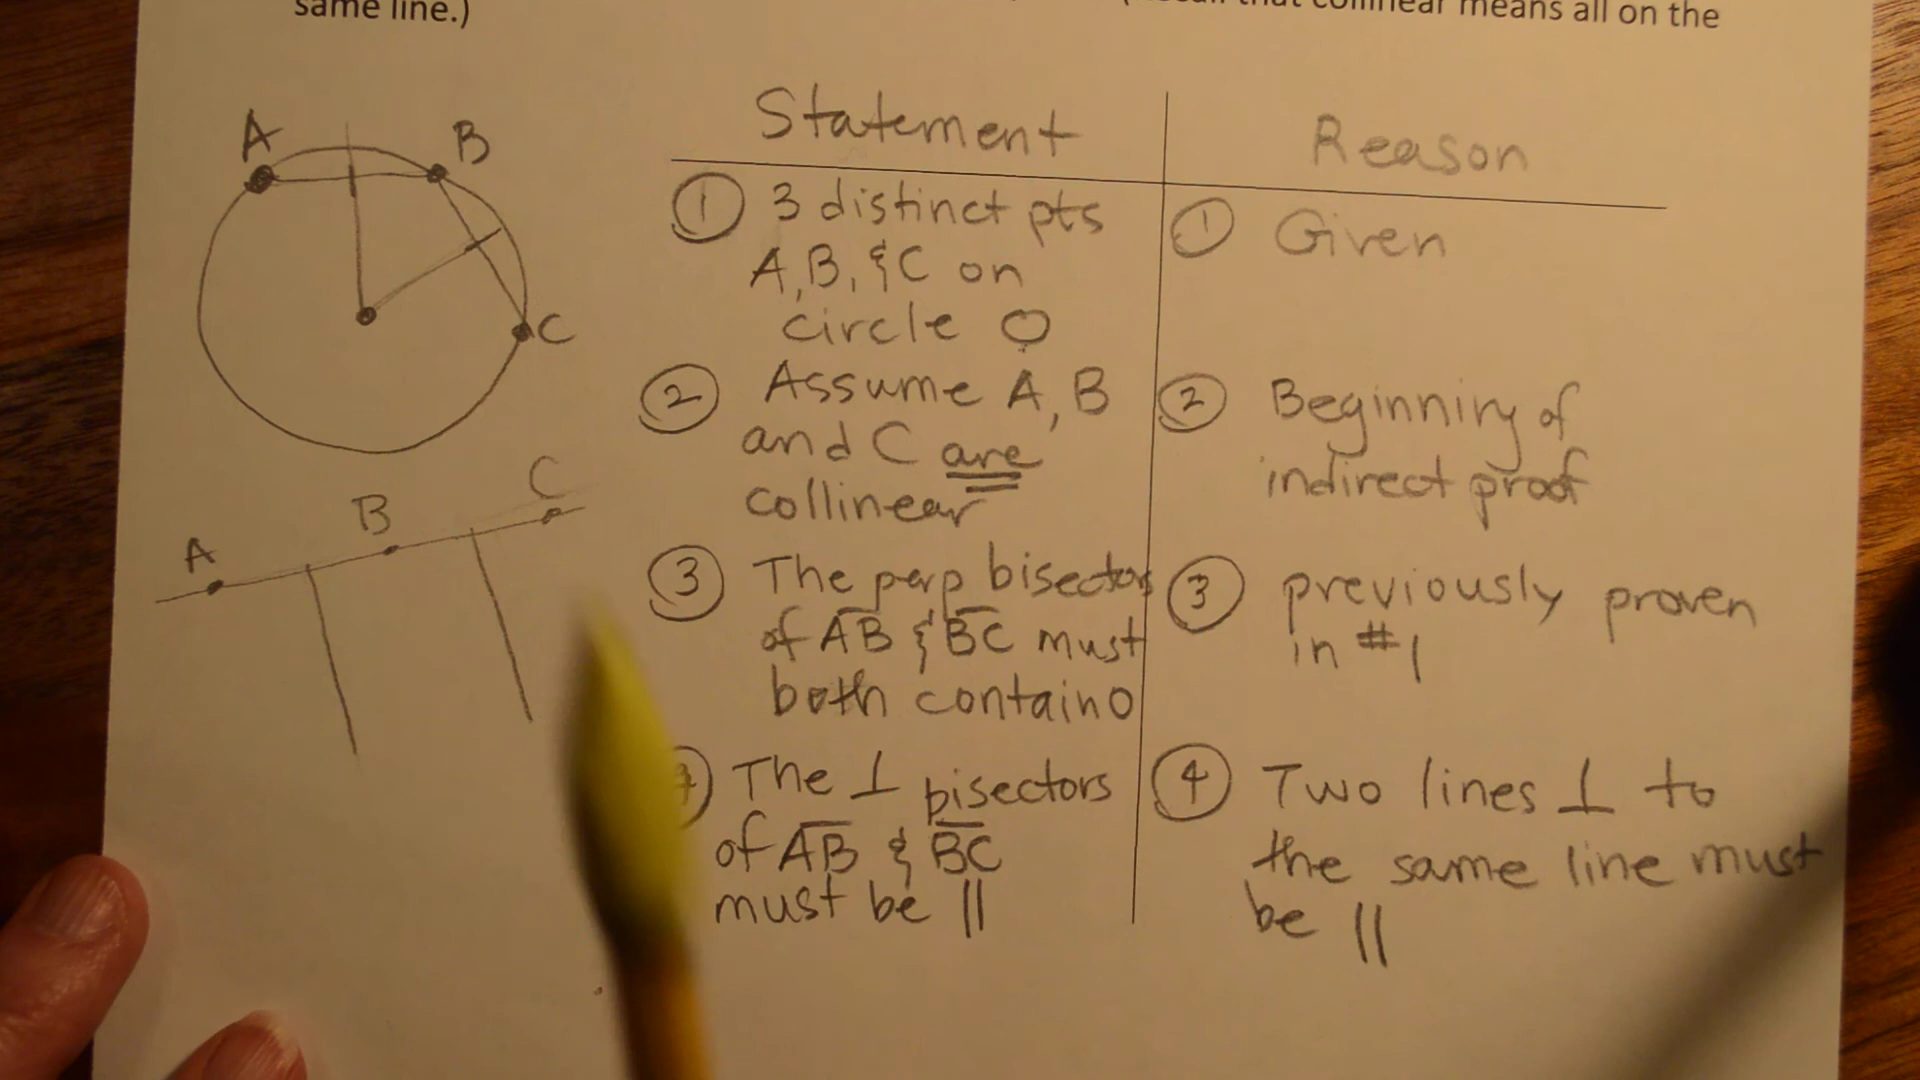 that collinear means all on the
same line.)
A
B
C
A
B
C
Statement
Reason
① 3 distinct pts
A, B, & C on
circle O
① Given
② Assume A, B
and C are
collinear
② Beginning of
indirect proof
③ The perp bisectors
of AB & BC must
both contain O
③ previously proven
in #1
④ The ⊥ bisectors
of AB & BC
must be ||
④ Two lines ⊥ to
the same line must
be ||